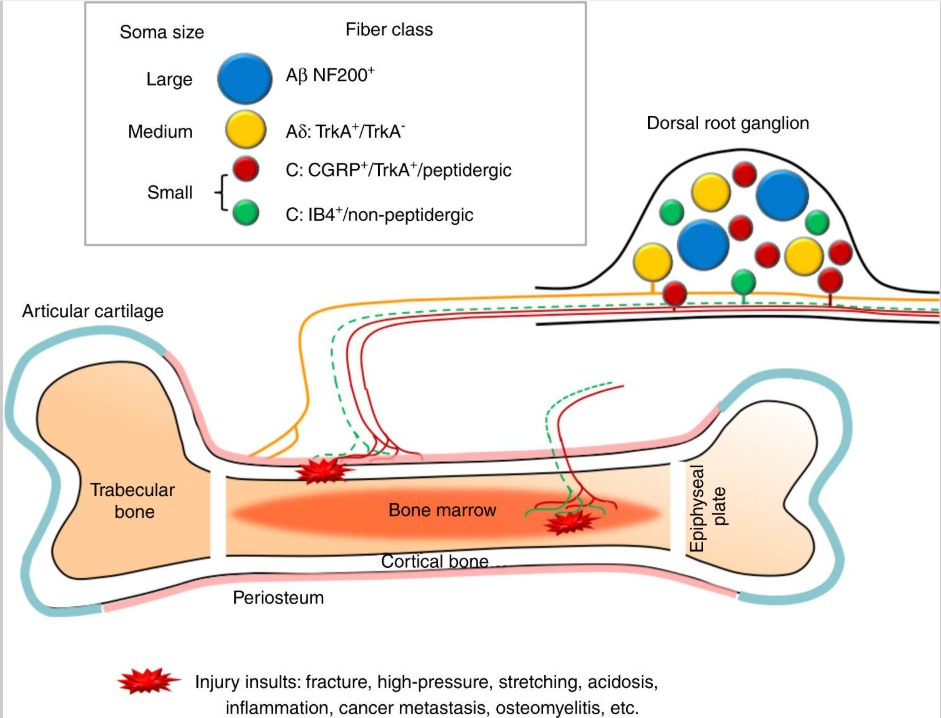 Soma size Fiber class
Large Aβ NF200⁺
Medium Aδ: TrkA⁺/TrkA⁻
Small
C: CGRP⁺/TrkA⁺/peptidergic
C: IB4⁺/non-peptidergic
Dorsal root ganglion
Articular cartilage
Trabecular
bone
Bone marrow
Epiphyseal
plate
Cortical bone
Periosteum
Injury insults: fracture, high-pressure, stretching, acidosis,
inflammation, cancer metastasis, osteomyelitis, etc.